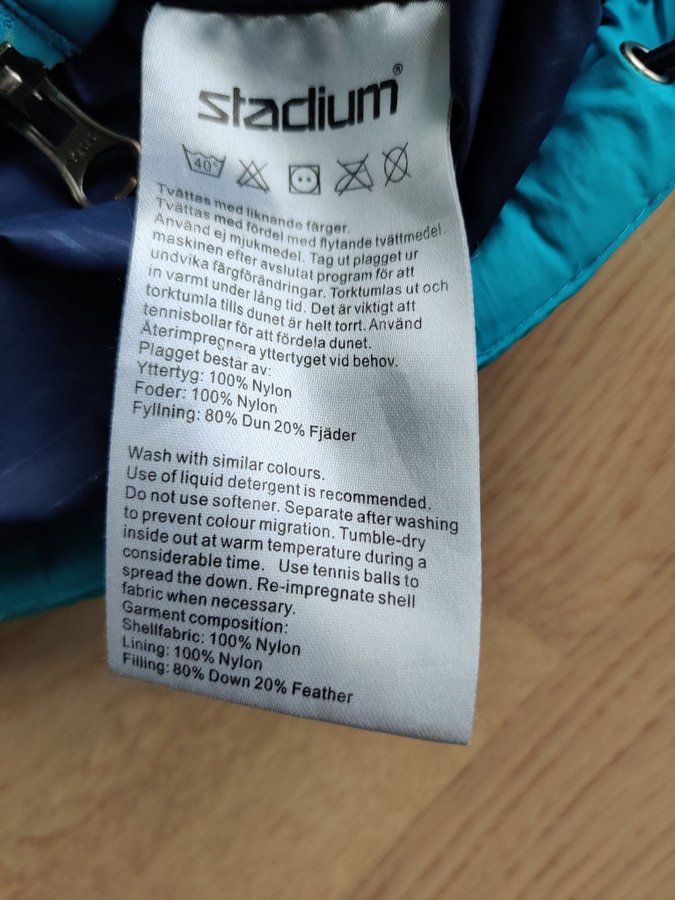 stadium®
40
Tvättas med liknande färger.
Tvättas med fördel med flytande tvättmedel.
Använd ej mjukmedel. Tag ut plagget ur
maskinen efter avslutat program för att
undvika färgförändringar. Torktumlas ut och
in varmt under lång tid. Det är viktigt att
torktumla tills dunet är helt torrt. Använd
tennisbollar för att fördela dunet.
Återimpregnera yttertyget vid behov.
Plagget består av:
Yttertyg: 100% Nylon
Foder: 100% Nylon
Fyllning: 80% Dun 20% Fjäder
Wash with similar colours.
Use of liquid detergent is recommended.
Do not use softener. Separate after washing
to prevent colour migration. Tumble-dry
inside out at warm temperature during a
considerable time. Use tennis balls to
spread the down. Re-impregnate shell
fabric when necessary.
Garment composition:
Shellfabric: 100% Nylon
Lining: 100% Nylon
Filling: 80% Down 20% Feather